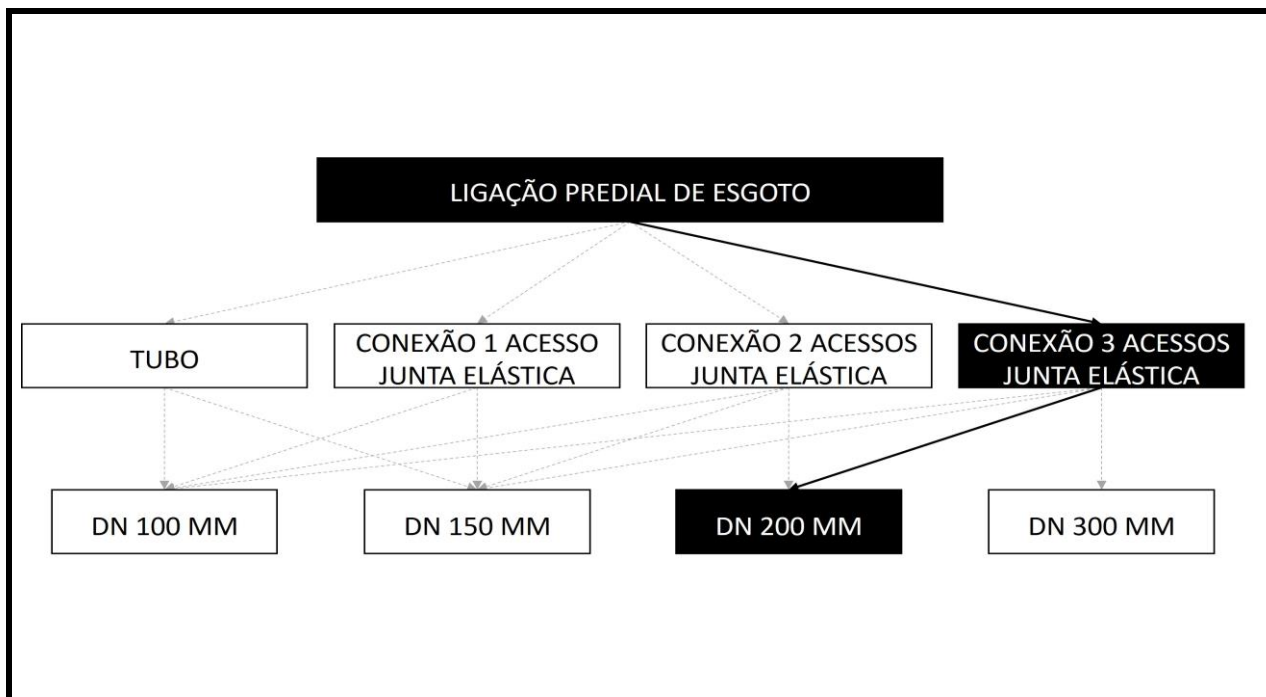 LIGAÇÃO PREDIAL DE ESGOTO
TUBO
CONEXÃO 1 ACESSO
JUNTA ELÁSTICA
CONEXÃO 2 ACESSOS
JUNTA ELÁSTICA
CONEXÃO 3 ACESSOS
JUNTA ELÁSTICA
DN 100 MM
DN 150 MM
DN 200 MM
DN 300 MM